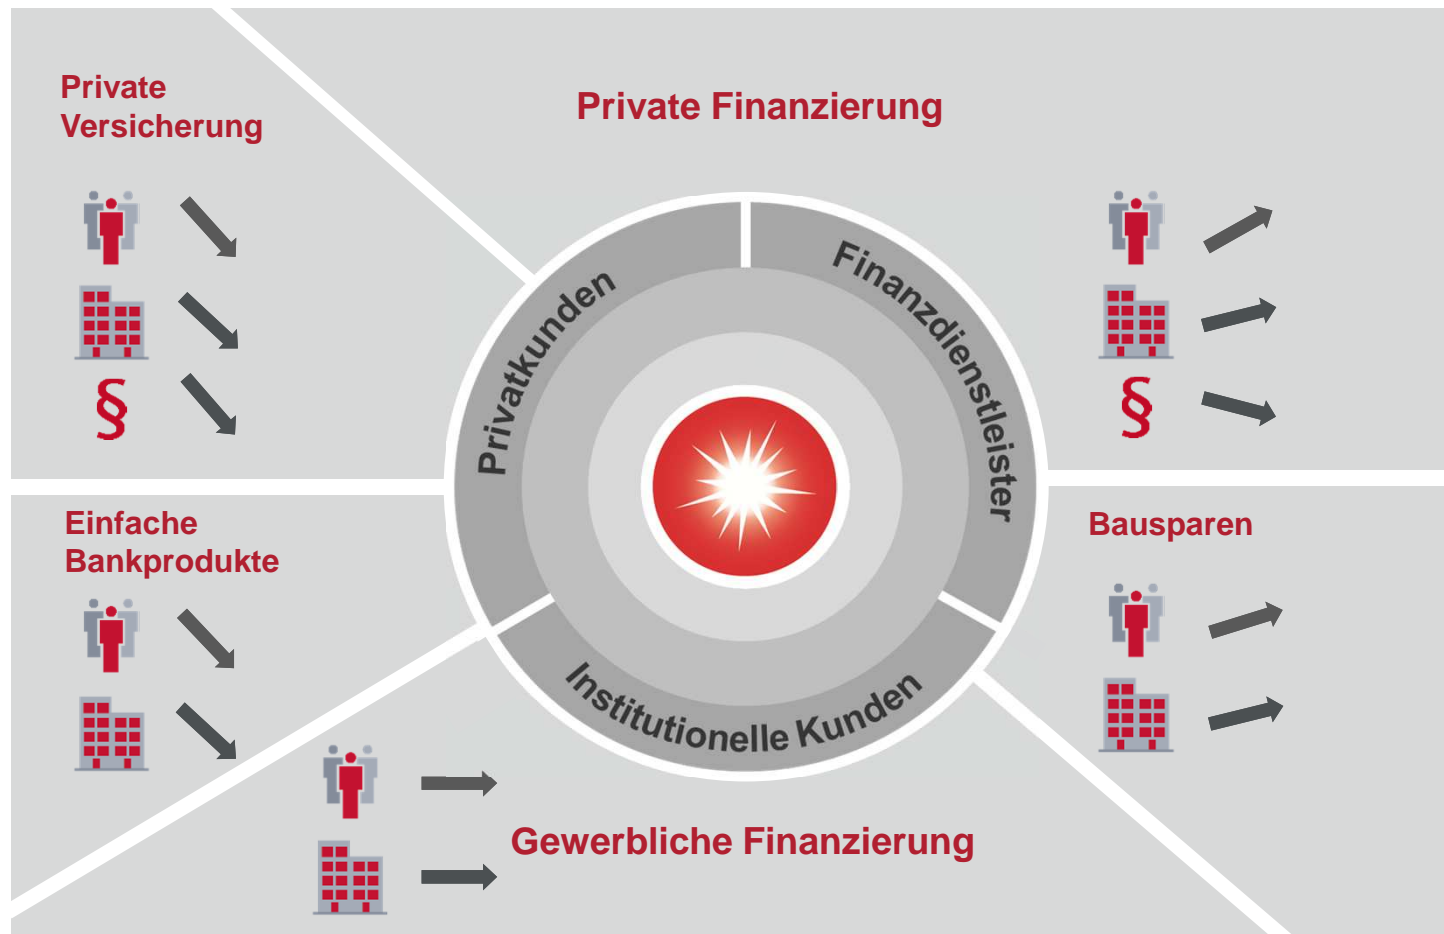 Private
Versicherung
Private Finanzierung
§
§
Privatkunden
Finanzdienstleister
Institutionelle Kunden
Einfache
Bankprodukte
Bausparen
Gewerbliche Finanzierung